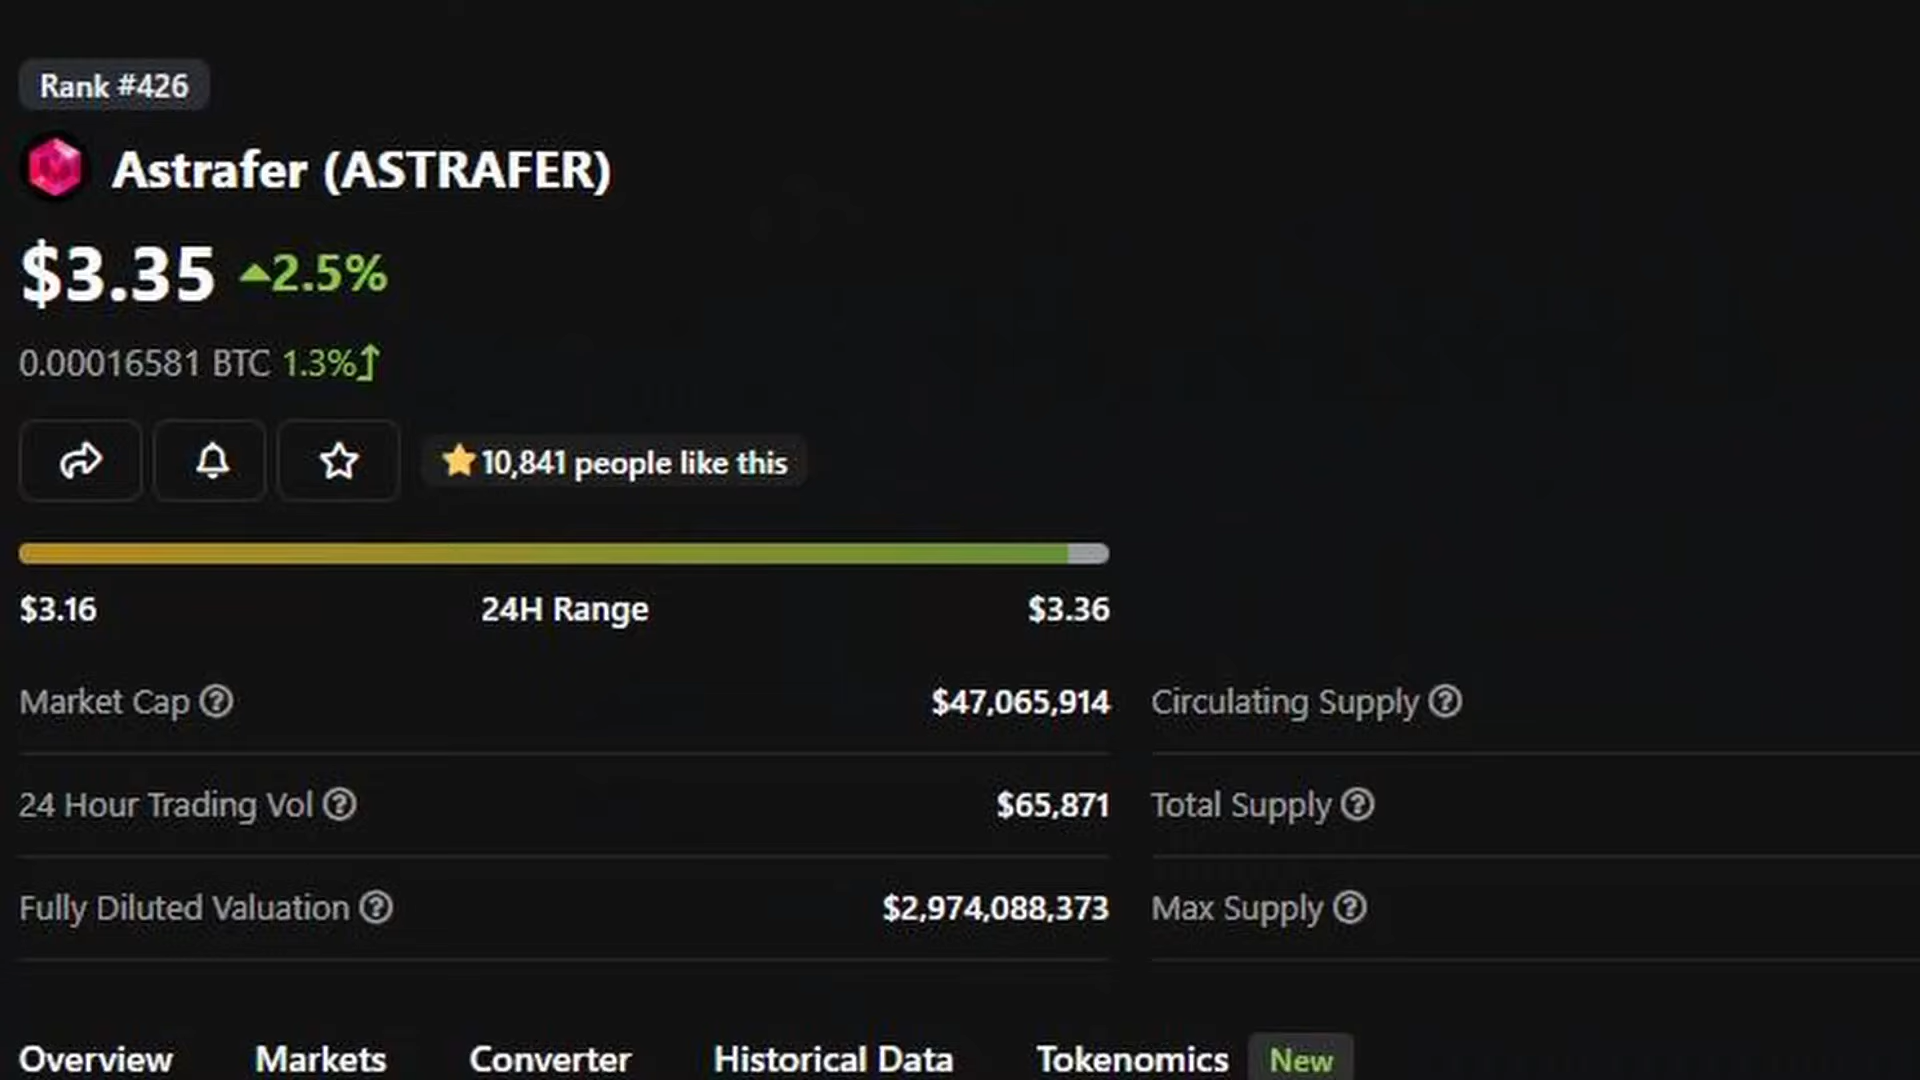 Rank #426
Astrafer (ASTRAFER)
$3.35 2.5%
0.00016581 BTC 1.3%
10,841 people like this
$3.16 24H Range $3.36
Market Cap $47,065,914 Circulating Supply
24 Hour Trading Vol $65,871 Total Supply
Fully Diluted Valuation $2,974,088,373 Max Supply
Overview Markets Converter Historical Data Tokenomics New